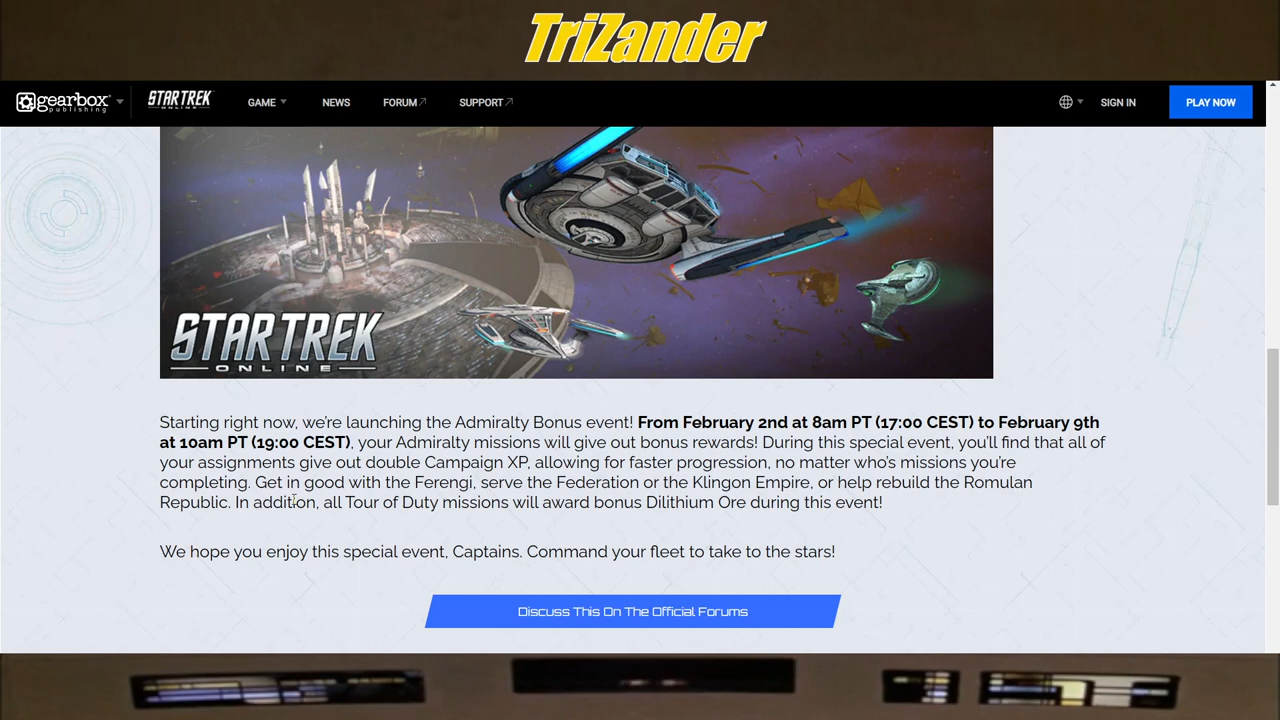 TriZander
gearbox publishing STAR TREK ONLINE GAME NEWS FORUM SUPPORT SIGN IN PLAY NOW
STAR TREK
ONLINE
Starting right now, we're launching the Admiralty Bonus event! From February 2nd at 8am PT (17:00 CEST) to February 9th
at 10am PT (19:00 CEST), your Admiralty missions will give out bonus rewards! During this special event, you'll find that all of
your assignments give out double Campaign XP, allowing for faster progression, no matter who's missions you're
completing. Get in good with the Ferengi, serve the Federation or the Klingon Empire, or help rebuild the Romulan
Republic. In addition, all Tour of Duty missions will award bonus Dilithium Ore during this event!
We hope you enjoy this special event, Captains. Command your fleet to take to the stars!
Discuss This On The Official Forums